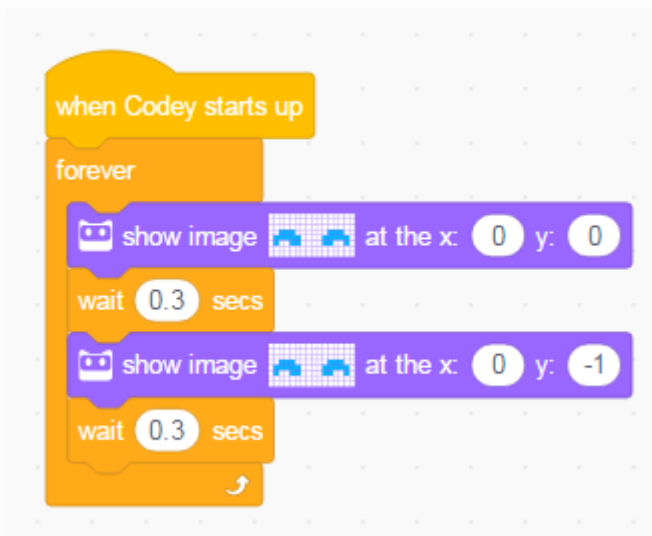 when Codey starts up
forever
show image at the x: 0 y: 0
wait 0.3 secs
show image at the x: 0 y: -1
wait 0.3 secs